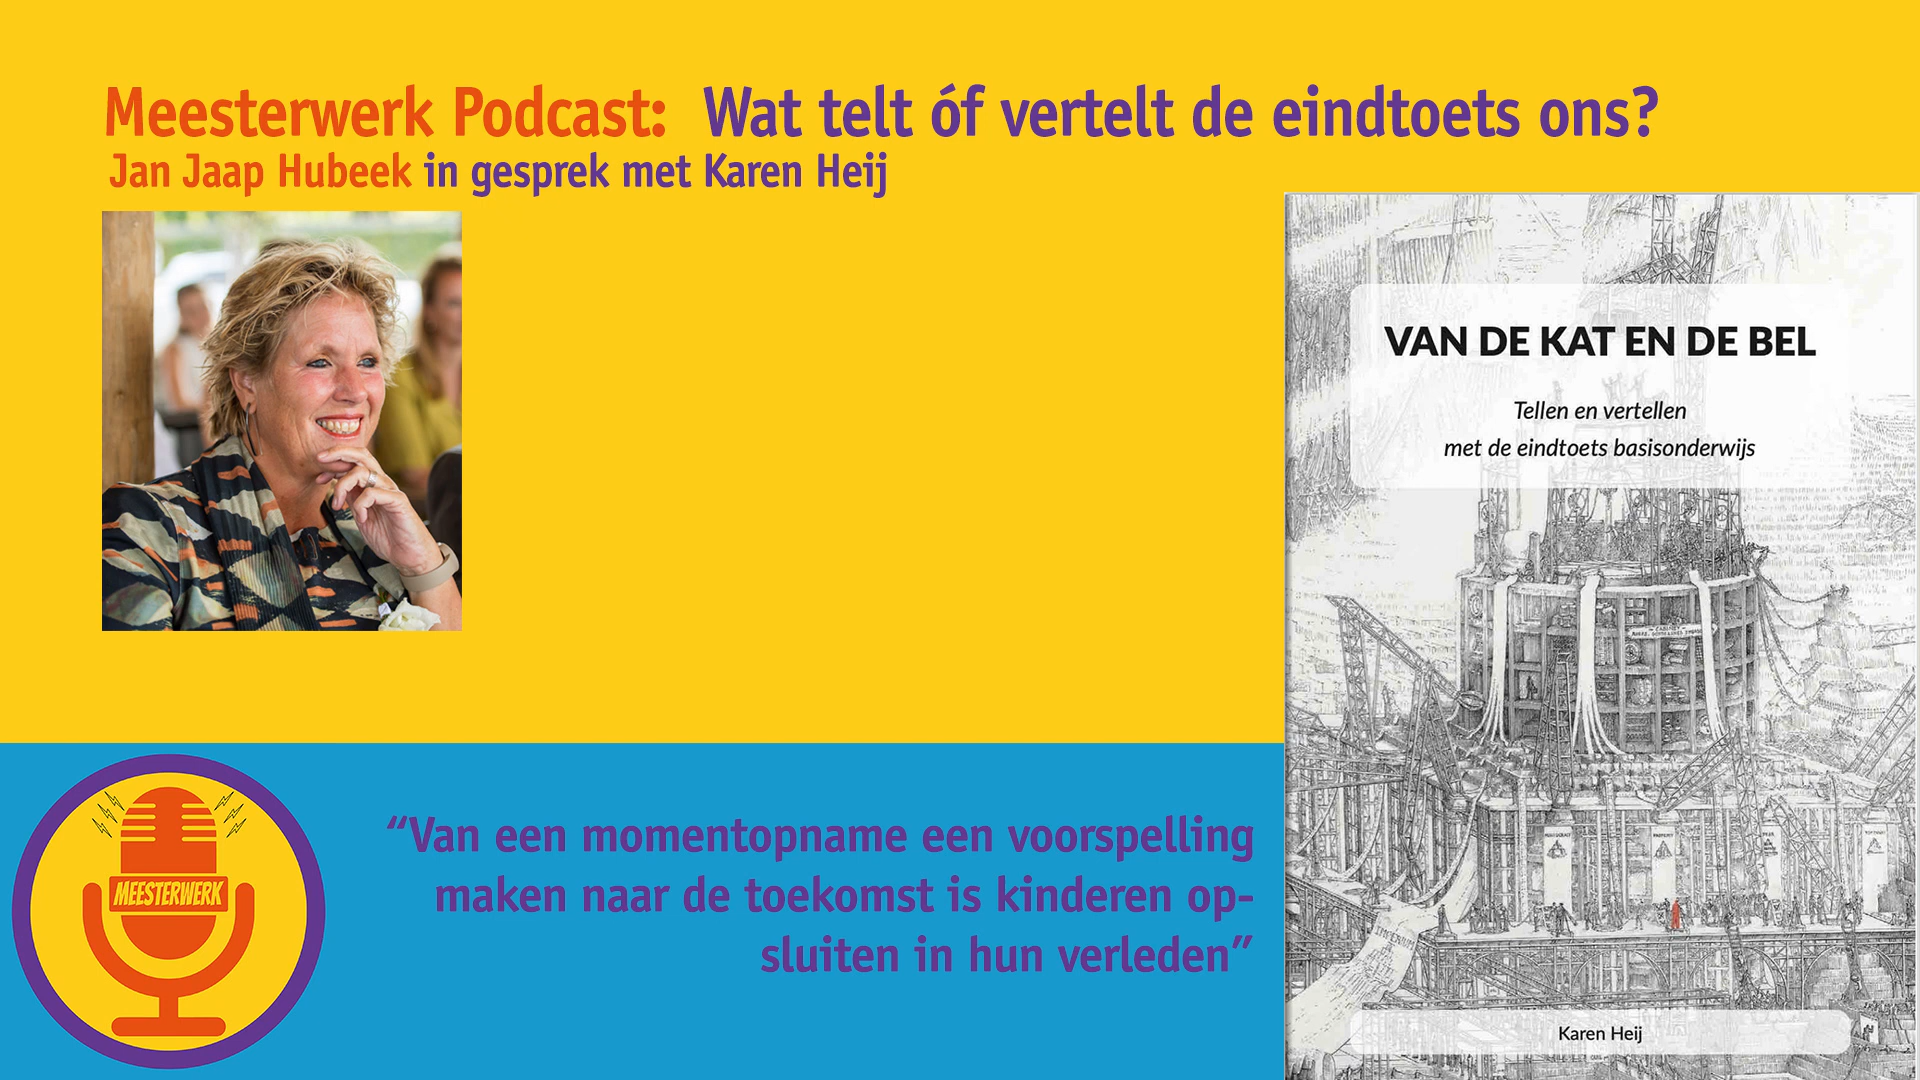 Meesterwerk Podcast: Wat telt óf vertelt de eindtoets ons?
Jan Jaap Hubeek in gesprek met Karen Heij
VAN DE KAT EN DE BEL
Tellen en vertellen
met de eindtoets basisonderwijs
IMPERIUM
Karen Heij
MEESTERWERK
“Van een momentopname een voorspelling
maken naar de toekomst is kinderen op-
sluiten in hun verleden”